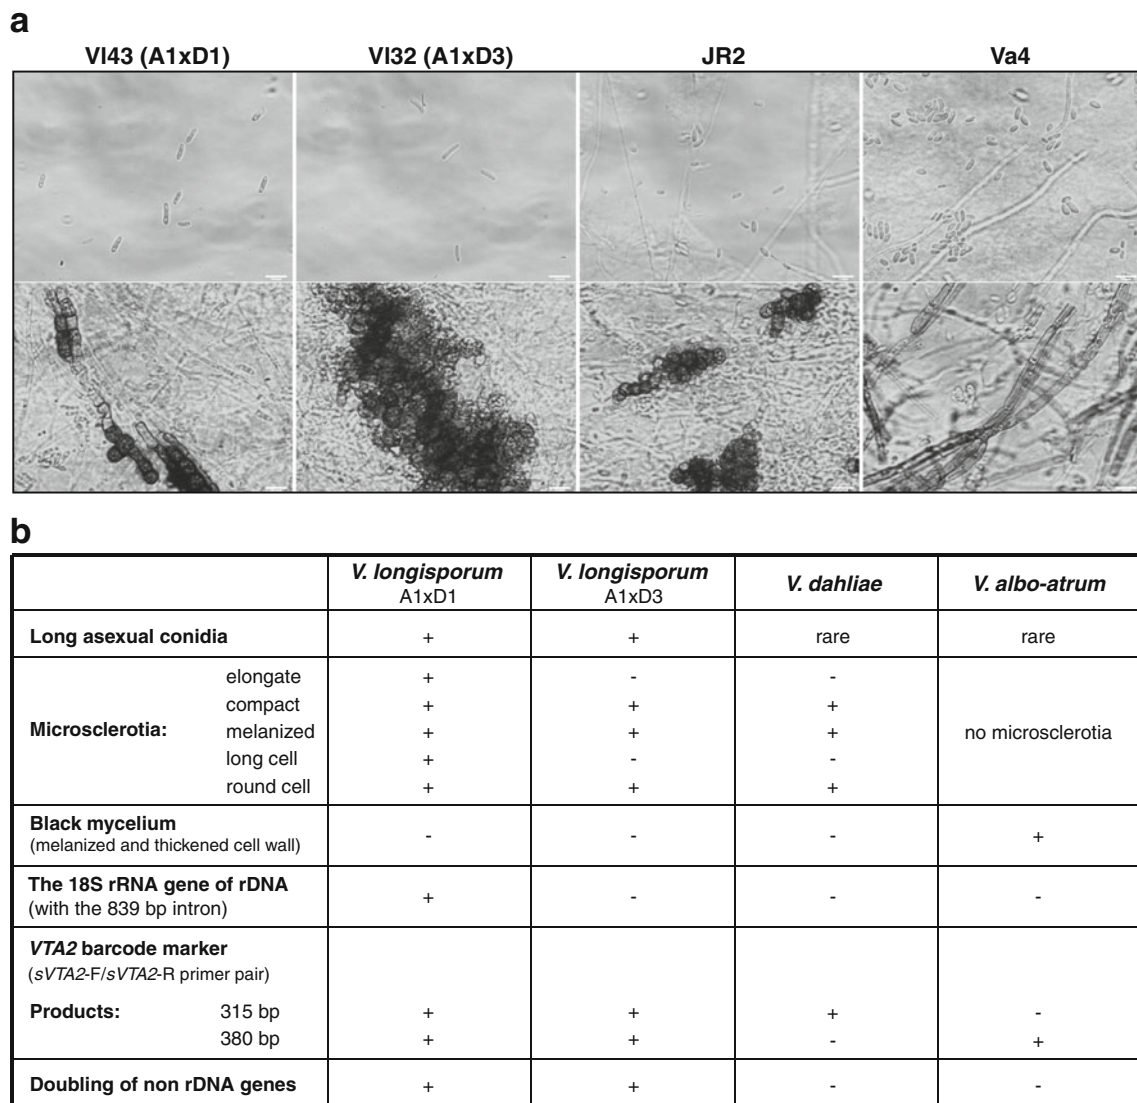 a
Vl43 (A1xD1) Vl32 (A1xD3) JR2 Va4
b
V. longisporum V. longisporum V. dahliae V. albo-atrum
A1xD1 A1xD3
Long asexual conidia + + rare rare
elongate + - -
compact + + +
Microsclerotia: melanized + + + no microsclerotia
long cell + - -
round cell + + +
Black mycelium
(melanized and thickened cell wall) - - - +
The 18S rRNA gene of rDNA
(with the 839 bp intron) + - - -
VTA2 barcode marker
(sVTA2-F/sVTA2-R primer pair)
Products: 315 bp + + + -
380 bp + + - +
Doubling of non rDNA genes + + - -